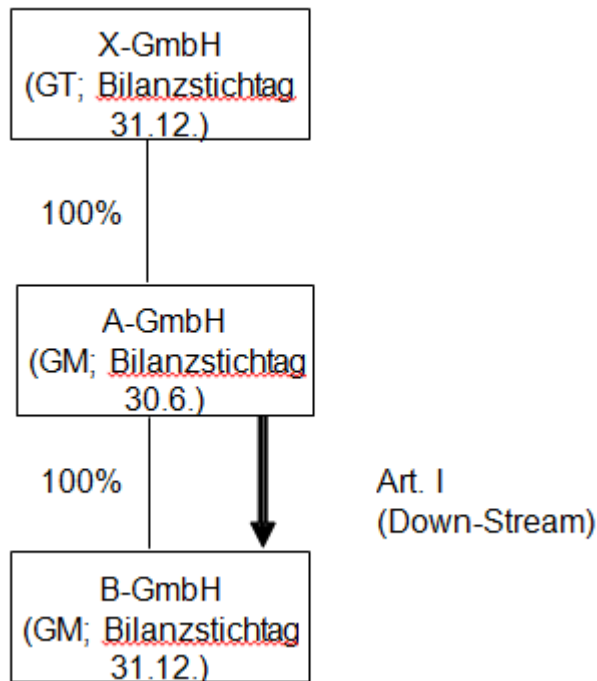 X-GmbH
(GT; Bilanzstichtag
31.12.)
100%
A-GmbH
(GM; Bilanzstichtag
30.6.)
100%
Art. I
(Down-Stream)
B-GmbH
(GM; Bilanzstichtag
31.12.)